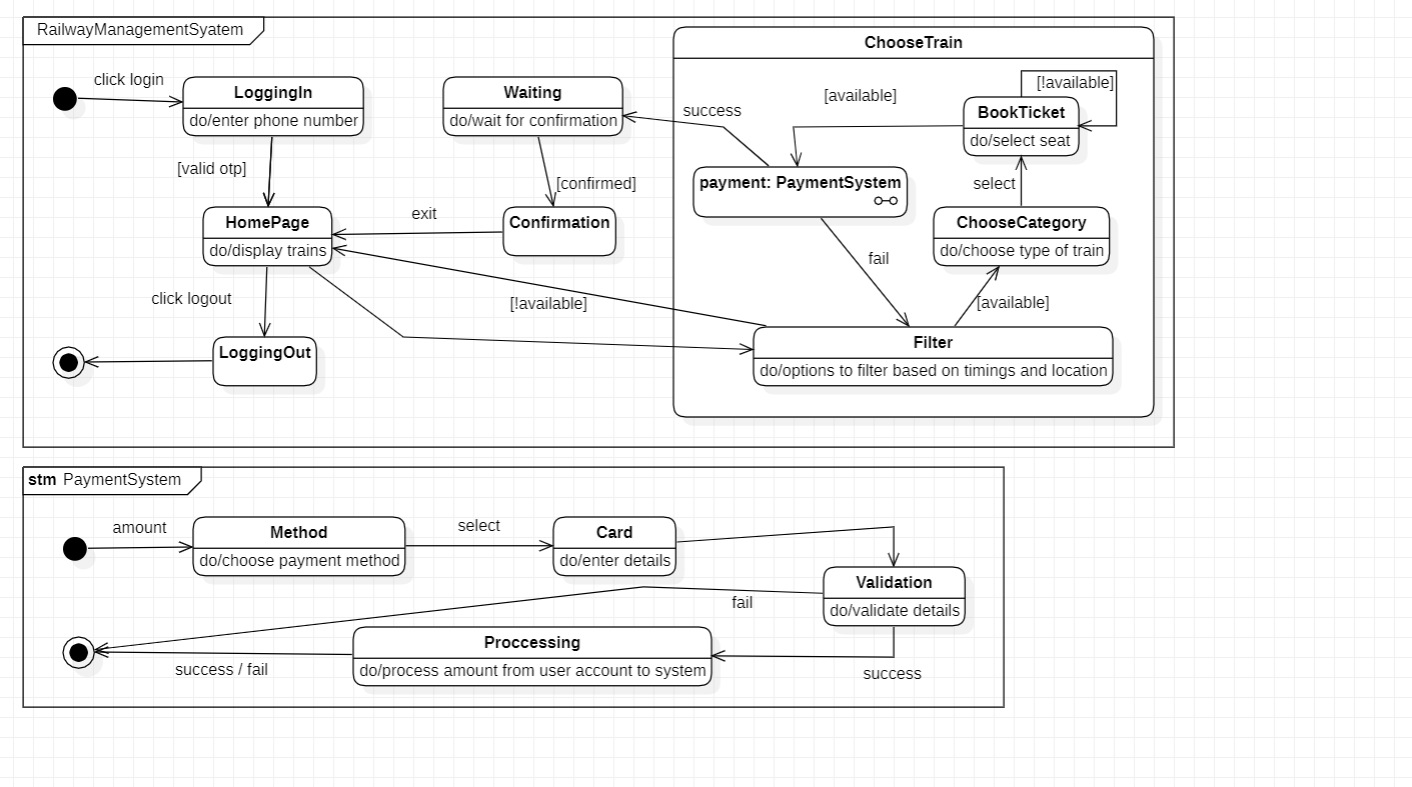 RailwayManagementSyatem
ChooseTrain
click login
LoggingIn
do/enter phone number
Waiting
do/wait for confirmation
success
[available]
[!available]
BookTicket
do/select seat
[valid otp]
[confirmed]
payment: PaymentSystem
select
HomePage
do/display trains
exit
Confirmation
ChooseCategory
do/choose type of train
fail
click logout
[!available]
[available]
LoggingOut
Filter
do/options to filter based on timings and location
stm PaymentSystem
amount
Method
do/choose payment method
select
Card
do/enter details
Validation
do/validate details
fail
Proccessing
do/process amount from user account to system
success / fail
success